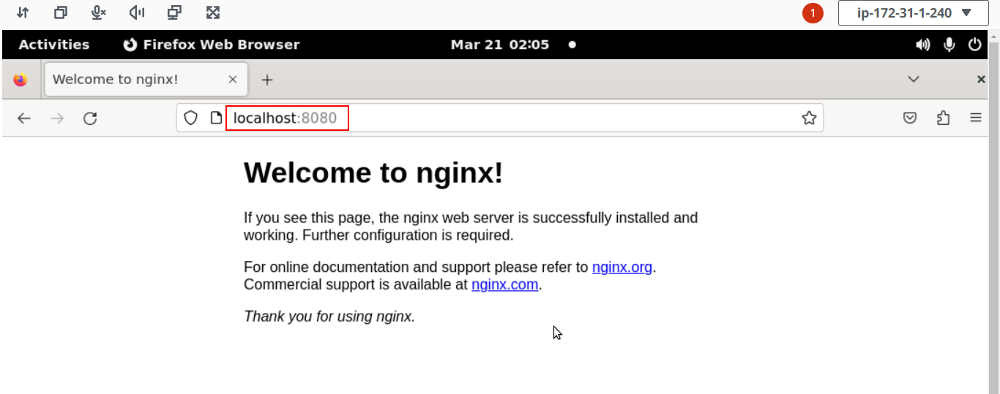 1
ip-172-31-1-240
Activities Firefox Web Browser Mar 21 02:05
Welcome to nginx!
localhost:8080
Welcome to nginx!
If you see this page, the nginx web server is successfully installed and
working. Further configuration is required.
For online documentation and support please refer to nginx.org.
Commercial support is available at nginx.com.
Thank you for using nginx.